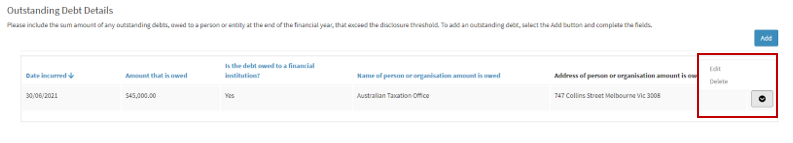 Outstanding Debt Details
Please include the sum amount of any outstanding debts, owed to a person or entity at the end of the financial year, that exceed the disclosure threshold. To add an outstanding debt, select the Add button and complete the fields.
Add
Date incurred Amount that is owed Is the debt owed to a financial institution? Name of person or organisation amount is owed Address of person or organisation amount is owe
Edit
Delete
30/06/2021 $45,000.00 Yes Australian Taxation Office 747 Collins Street Melbourne Vic 3008